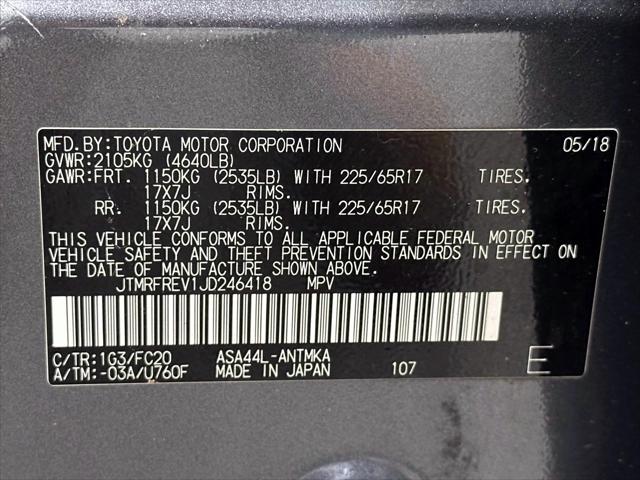 MFD.BY:TOYOTA MOTOR CORPORATION 05/18
GVWR:2105KG (4640LB)
GAWR:FRT. 1150KG (2535LB) WITH 225/65R17 TIRES.
17X7J RIMS.
RR. 1150KG (2535LB) WITH 225/65R17 TIRES.
17X7J RIMS.
THIS VEHICLE CONFORMS TO ALL APPLICABLE FEDERAL MOTOR
VEHICLE SAFETY AND THEFT PREVENTION STANDARDS IN EFFECT ON
THE DATE OF MANUFACTURE SHOWN ABOVE.
JTMRFREV1JD246418 MPV
C/TR:1G3/FC20 ASA44L-ANTMKA
A/TM:-03A/U760F MADE IN JAPAN 107 E